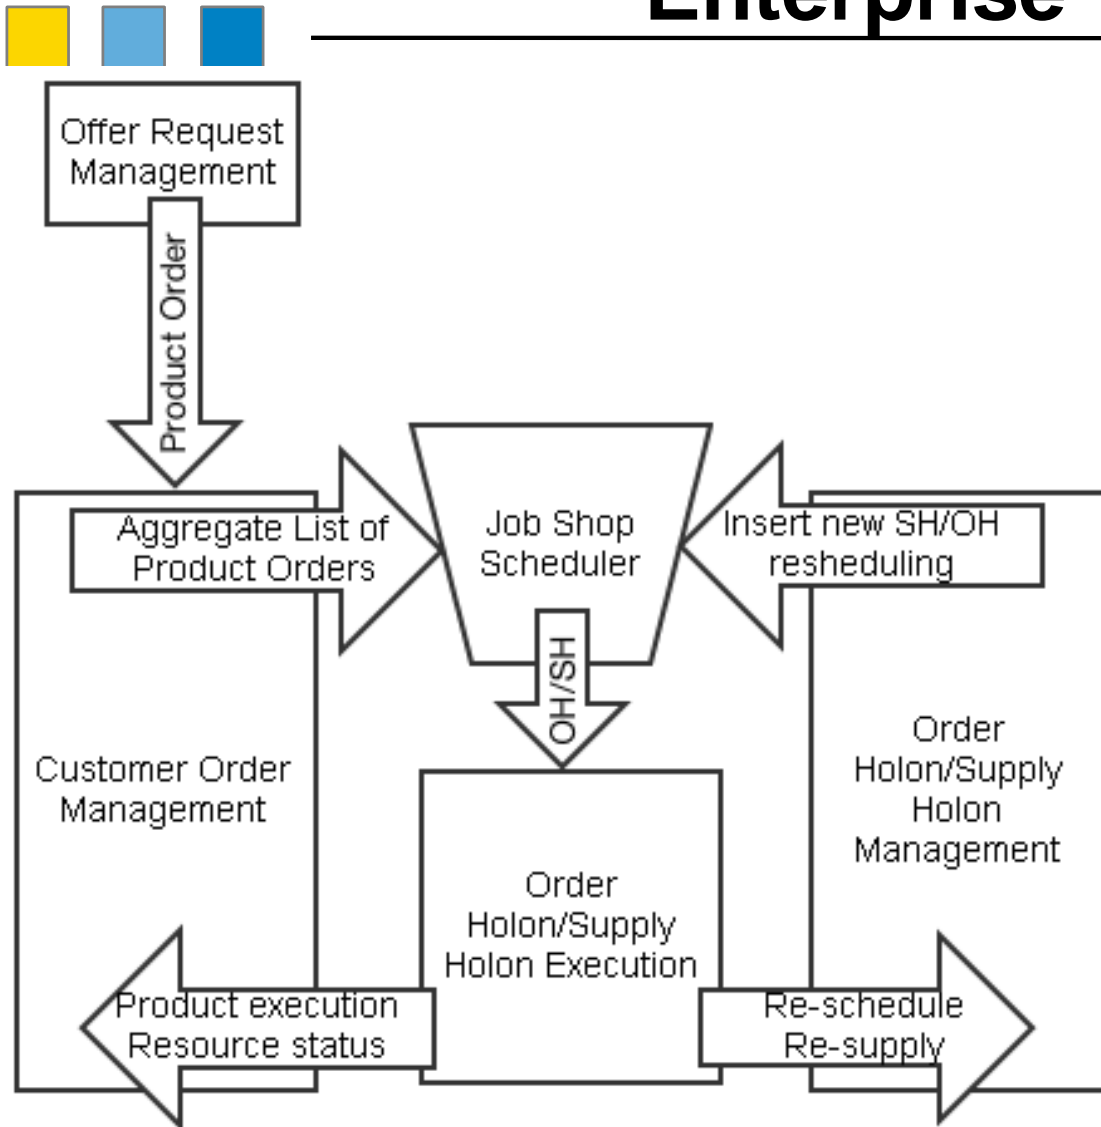 Enterprise
Offer Request
Management
Product Order
Aggregate List of
Product Orders
Job Shop
Scheduler
Insert new SH/OH
resheduling
OH/SH
Customer Order
Management
Order
Holon/Supply
Holon
Management
Order
Holon/Supply
Holon Execution
Product execution
Resource status
Re-schedule
Re-supply